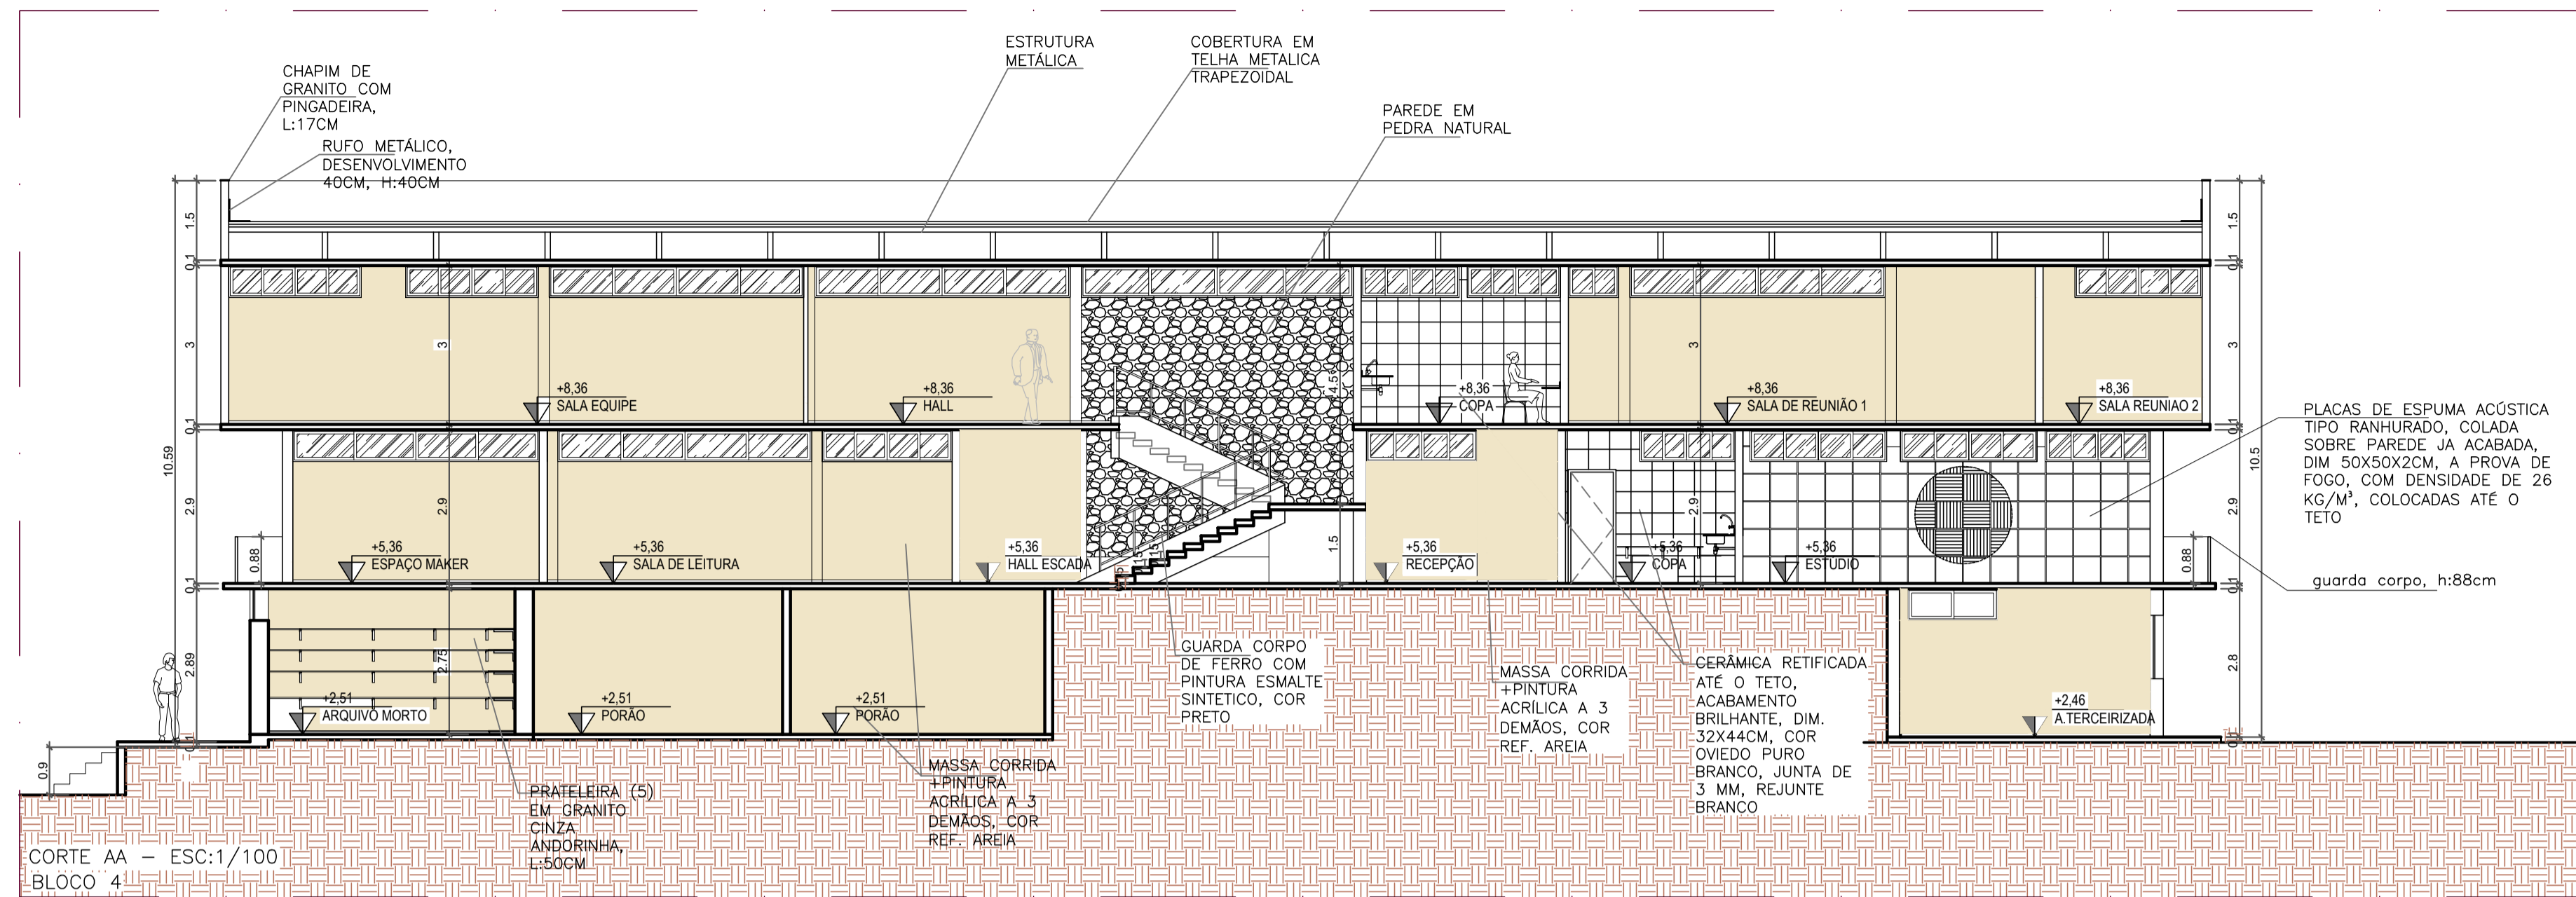 ESTRUTURA
METÁLICA
COBERTURA EM
TELHA METALICA
TRAPEZOIDAL
CHAPIM DE
GRANITO COM
PINGADEIRA,
L:17CM
PAREDE EM
PEDRA NATURAL
RUFO METÁLICO,
DESENVOLVIMENTO
40CM, H:40CM
1.5
1.5
0.1
0.1
3
3
3
3
+8,36
SALA EQUIPE
+8,36
HALL
+8,36
COPA
+8,36
SALA DE REUNIÃO 1
+8,36
SALA REUNIAO 2
PLACAS DE ESPUMA ACÚSTICA
TIPO RANHURADO, COLADA
SOBRE PAREDE JA ACABADA,
DIM 50X50X2CM, A PROVA DE
FOGO, COM DENSIDADE DE 26
KG/M³, COLOCADAS ATÉ O
TETO
0.1
0.1
10.59
10.5
2.9
2.9
2.9
2.9
1.5
0.88
0.88
+5,36
ESPAÇO MAKER
+5,36
SALA DE LEITURA
+5,36
HALL ESCADA
+5,36
RECEPÇÃO
+5,36
COPA
+5,36
ESTUDIO
guarda corpo, h:88cm
0.1
0.1
2.89
2.75
2.8
+2,51
ARQUIVO MORTO
+2,51
PORÃO
+2,51
PORÃO
+2,46
A.TERCEIRIZADA
GUARDA CORPO
DE FERRO COM
PINTURA ESMALTE
SINTETICO, COR
PRETO
MASSA CORRIDA
+PINTURA
ACRÍLICA A 3
DEMÃOS, COR
REF. AREIA
CERÂMICA RETIFICADA
ATÉ O TETO,
ACABAMENTO
BRILHANTE, DIM.
32X44CM, COR
OVIEDO PURO
BRANCO, JUNTA DE
3 MM, REJUNTE
BRANCO
0.9
MASSA CORRIDA
+PINTURA
ACRÍLICA A 3
DEMÃOS, COR
REF. AREIA
PRATELEIRA (5)
EM GRANITO
CINZA
ANDORINHA,
L:50CM
CORTE AA – ESC:1/100
BLOCO 4